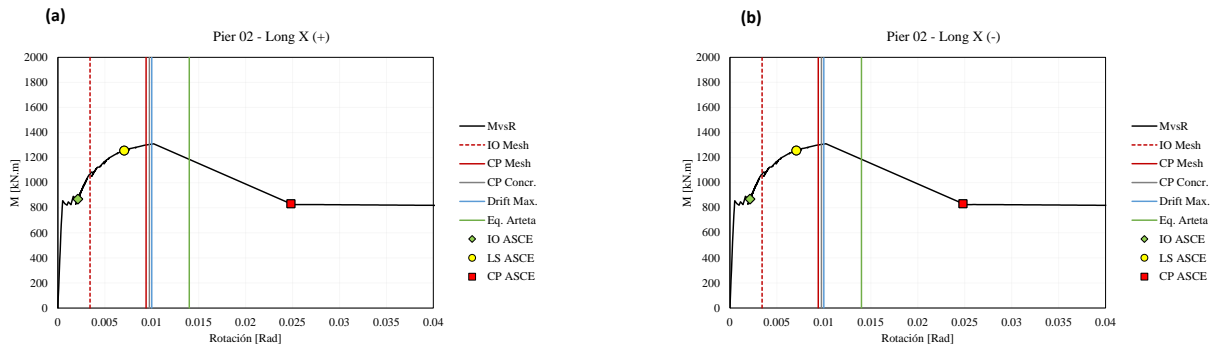 (a)
Pier 02 - Long X (+)
2000
1800
1600
1400
1200
1000
800
600
400
200
0
M [kN.m]
0 0.005 0.01 0.015 0.02 0.025 0.03 0.035 0.04
Rotación [Rad]
MvsR
IO Mesh
CP Mesh
CP Concr.
Drift Max.
Eq. Arteta
IO ASCE
LS ASCE
CP ASCE
(b)
Pier 02 - Long X (-)
2000
1800
1600
1400
1200
1000
800
600
400
200
0
M [kN.m]
0 0.005 0.01 0.015 0.02 0.025 0.03 0.035 0.04
Rotación [Rad]
MvsR
IO Mesh
CP Mesh
CP Concr.
Drift Max.
Eq. Arteta
IO ASCE
LS ASCE
CP ASCE